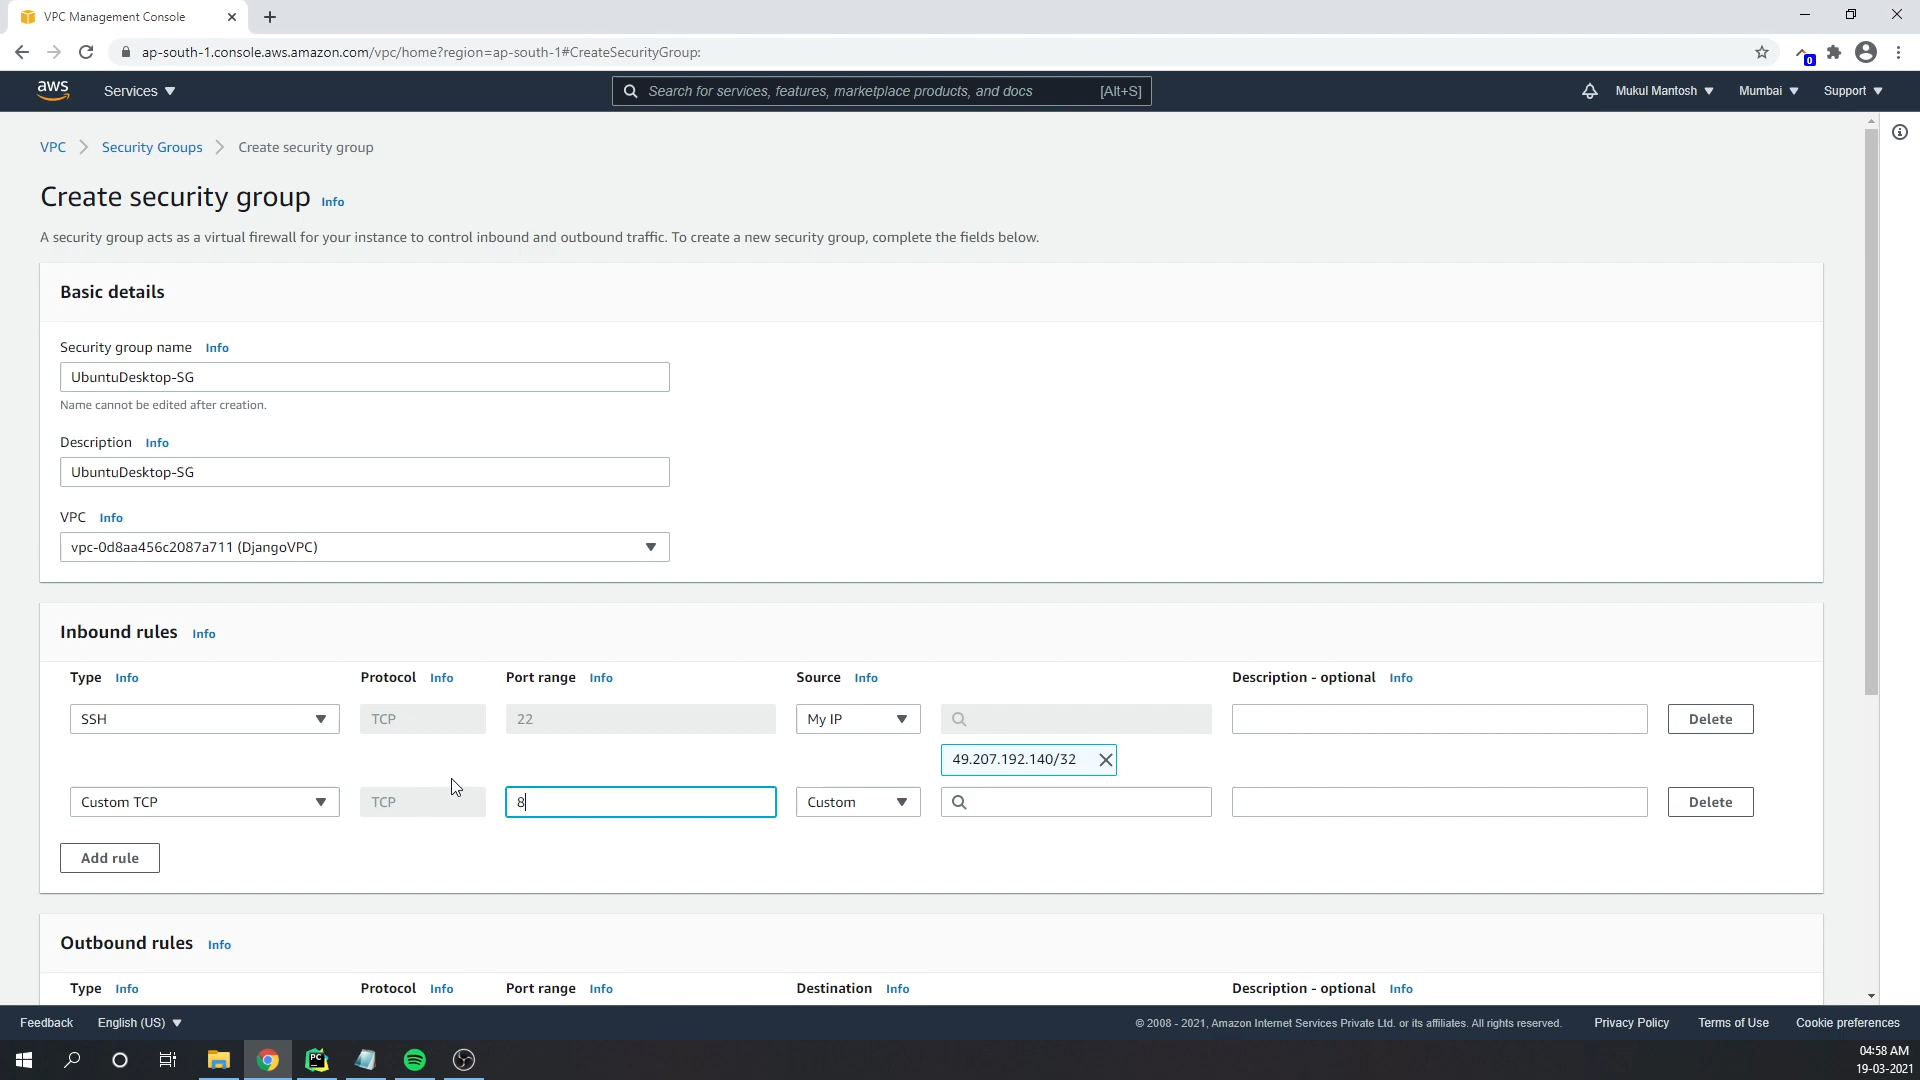 VPC Management Console
ap-south-1.console.aws.amazon.com/vpc/home?region=ap-south-1#CreateSecurityGroup:
0
aws
Services
Search for services, features, marketplace products, and docs [Alt+S]
Mukul Mantosh
Mumbai
Support
VPC
Security Groups
Create security group
Create security group Info
A security group acts as a virtual firewall for your instance to control inbound and outbound traffic. To create a new security group, complete the fields below.
Basic details
Security group name Info
UbuntuDesktop-SG
Name cannot be edited after creation.
Description Info
UbuntuDesktop-SG
VPC Info
vpc-0d8aa456c2087a711 (DjangoVPC)
Inbound rules Info
Type Info Protocol Info Port range Info Source Info Description - optional Info
SSH TCP 22 My IP Delete
49.207.192.140/32
Custom TCP TCP 8 Custom Delete
Add rule
Outbound rules Info
Type Info Protocol Info Port range Info Destination Info Description - optional Info
Feedback English (US) © 2008 - 2021, Amazon Internet Services Private Ltd. or its affiliates. All rights reserved. Privacy Policy Terms of Use Cookie preferences
PC
04:58 AM
19-03-2021